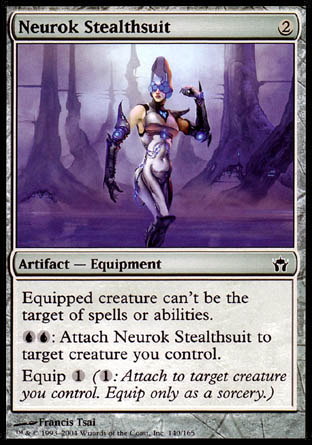 Neurok Stealthsuit 2
Artifact — Equipment
Equipped creature can't be the
target of spells or abilities.
: Attach Neurok Stealthsuit to
target creature you control.
Equip 1 (1: Attach to target creature
you control. Equip only as a sorcery.)
Francis Tsai
™ & © 1993–2004 Wizards of the Coast, Inc. 140/165